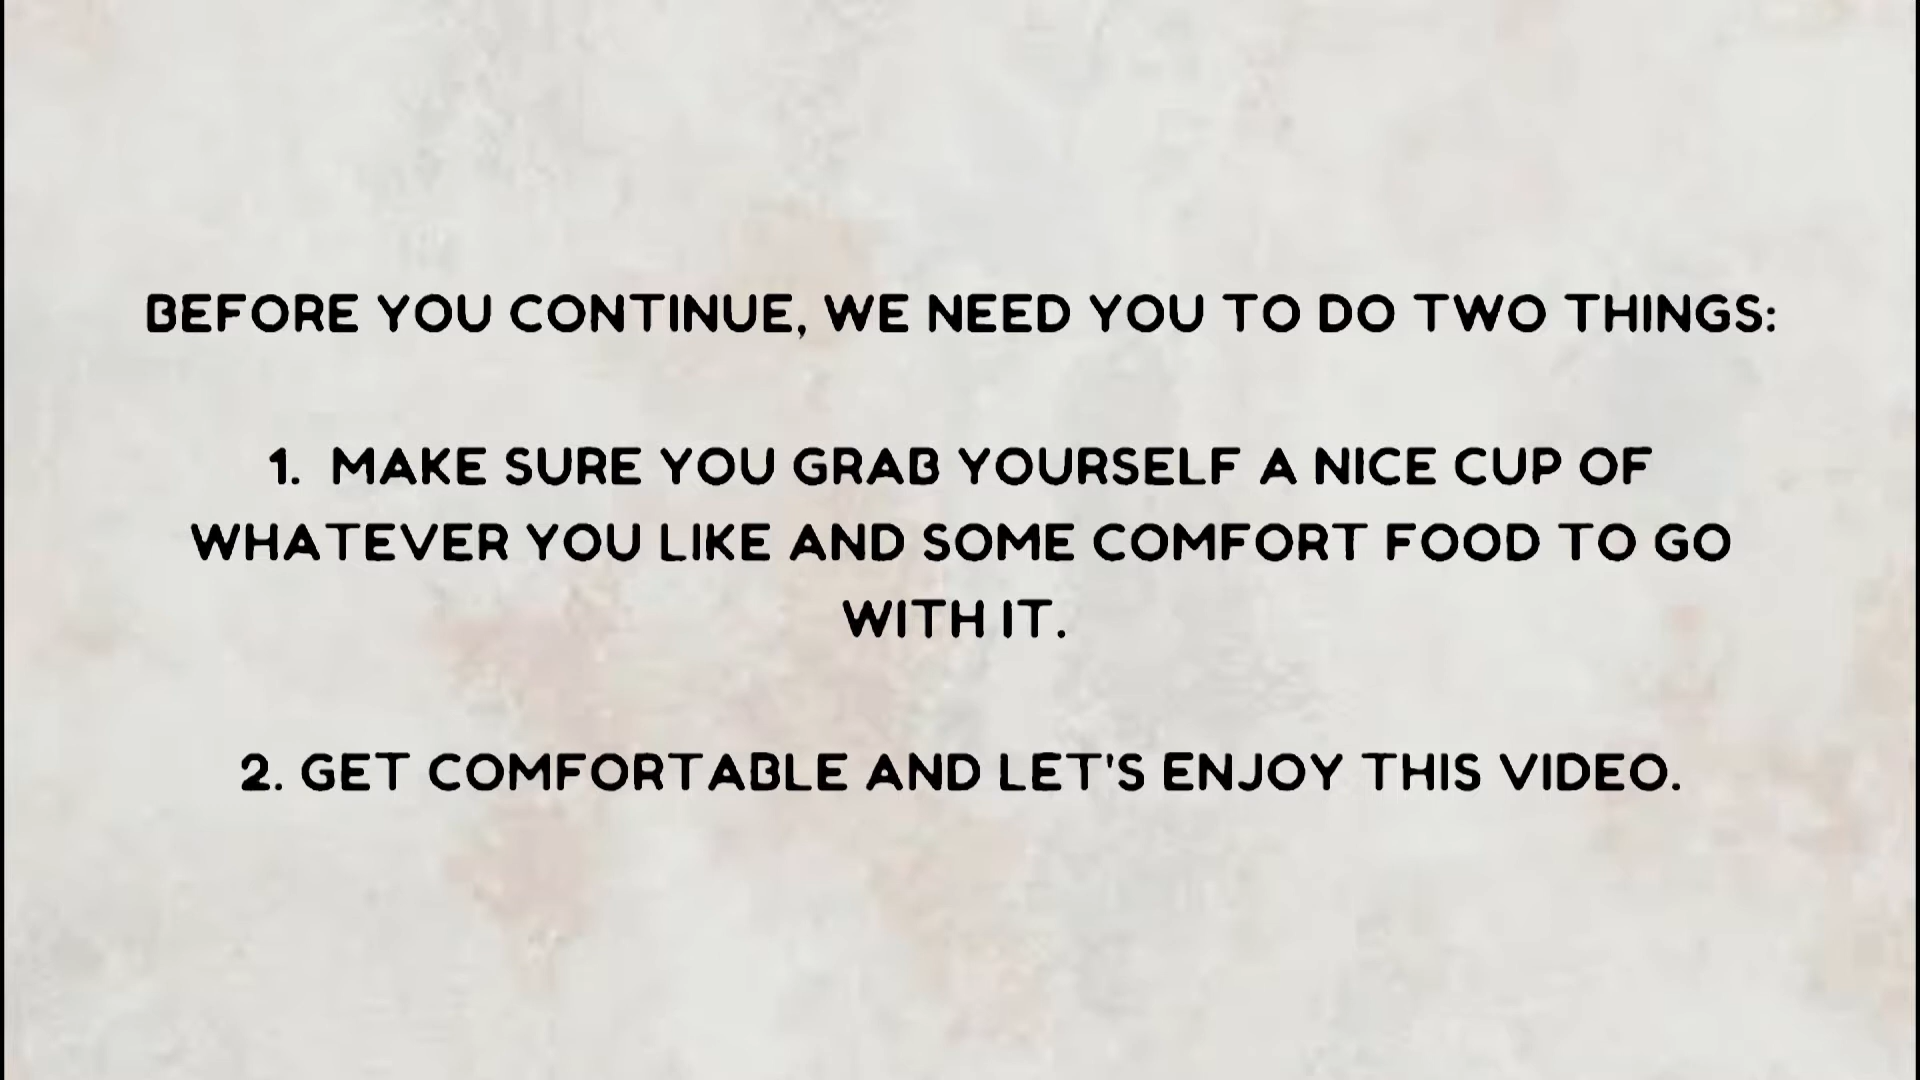 BEFORE YOU CONTINUE, WE NEED YOU TO DO TWO THINGS:
1. MAKE SURE YOU GRAB YOURSELF A NICE CUP OF
WHATEVER YOU LIKE AND SOME COMFORT FOOD TO GO
WITH IT.
2. GET COMFORTABLE AND LET'S ENJOY THIS VIDEO.